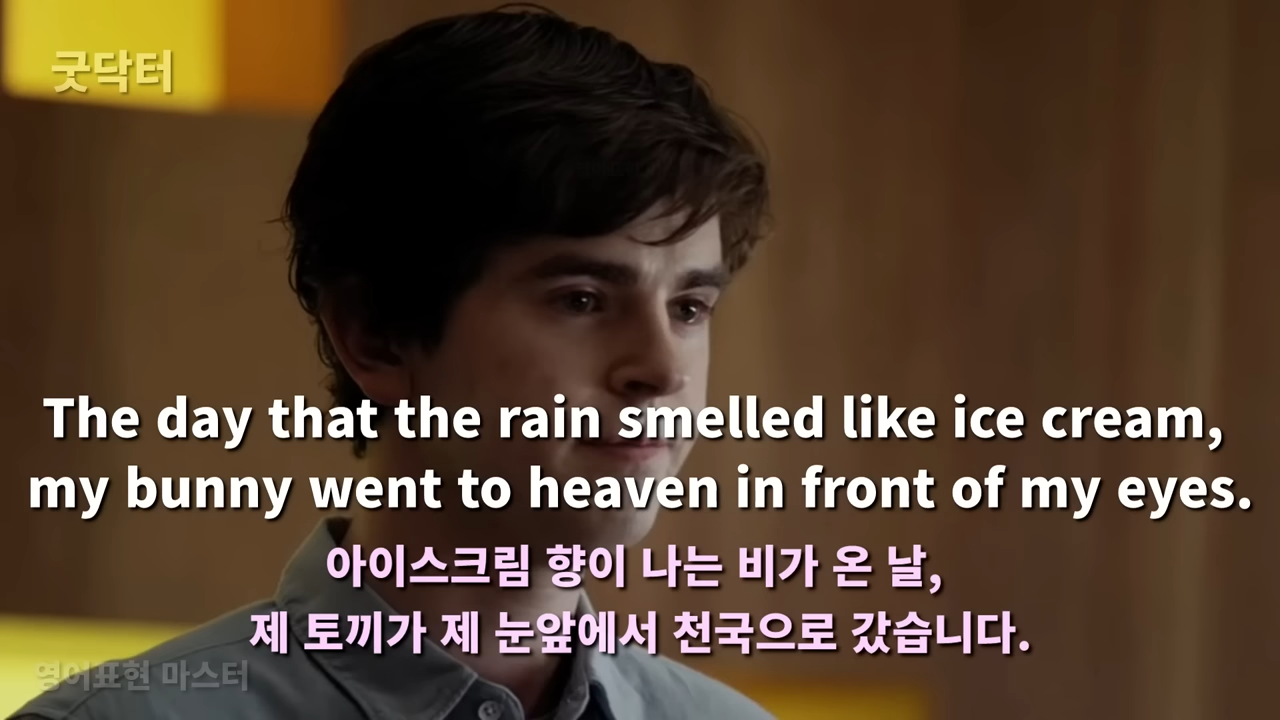 굿닥터
The day that the rain smelled like ice cream,
my bunny went to heaven in front of my eyes.
아이스크림 향이 나는 비가 온 날,
제 토끼가 제 눈앞에서 천국으로 갔습니다.
영어표현 마스터